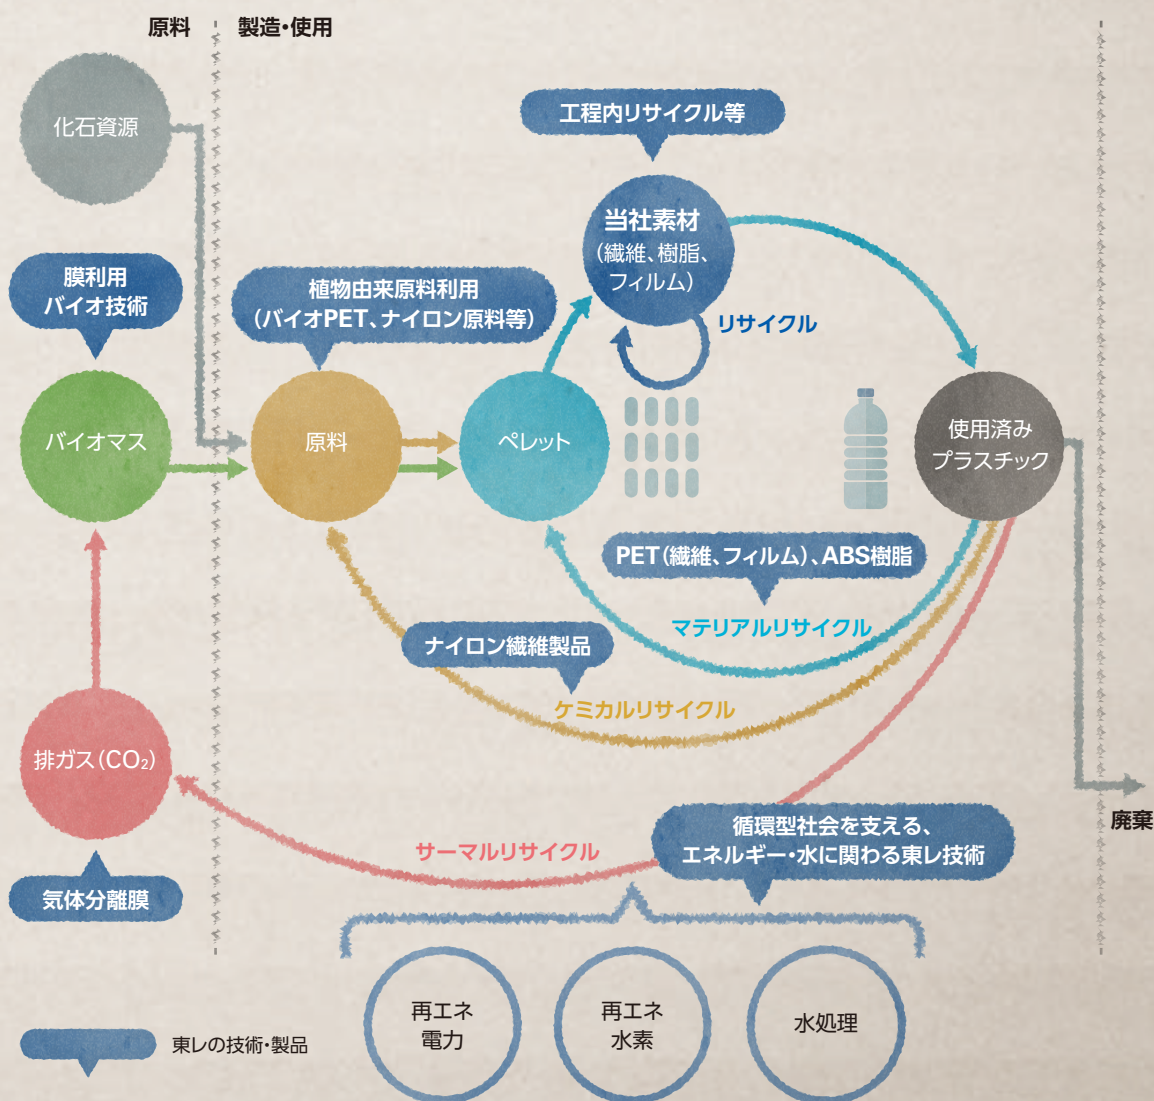 原料
製造・使用
化石資源
工程内リサイクル等
当社素材
(繊維、樹脂、
フィルム)
膜利用
バイオ技術
植物由来原料利用
(バイオPET、ナイロン原料等)
リサイクル
バイオマス
原料
ペレット
使用済み
プラスチック
PET(繊維、フィルム)、ABS樹脂
マテリアルリサイクル
ナイロン繊維製品
ケミカルリサイクル
排ガス(CO₂)
廃棄
循環型社会を支える、
エネルギー・水に関わる東レ技術
サーマルリサイクル
気体分離膜
再エネ
電力
再エネ
水素
水処理
東レの技術・製品